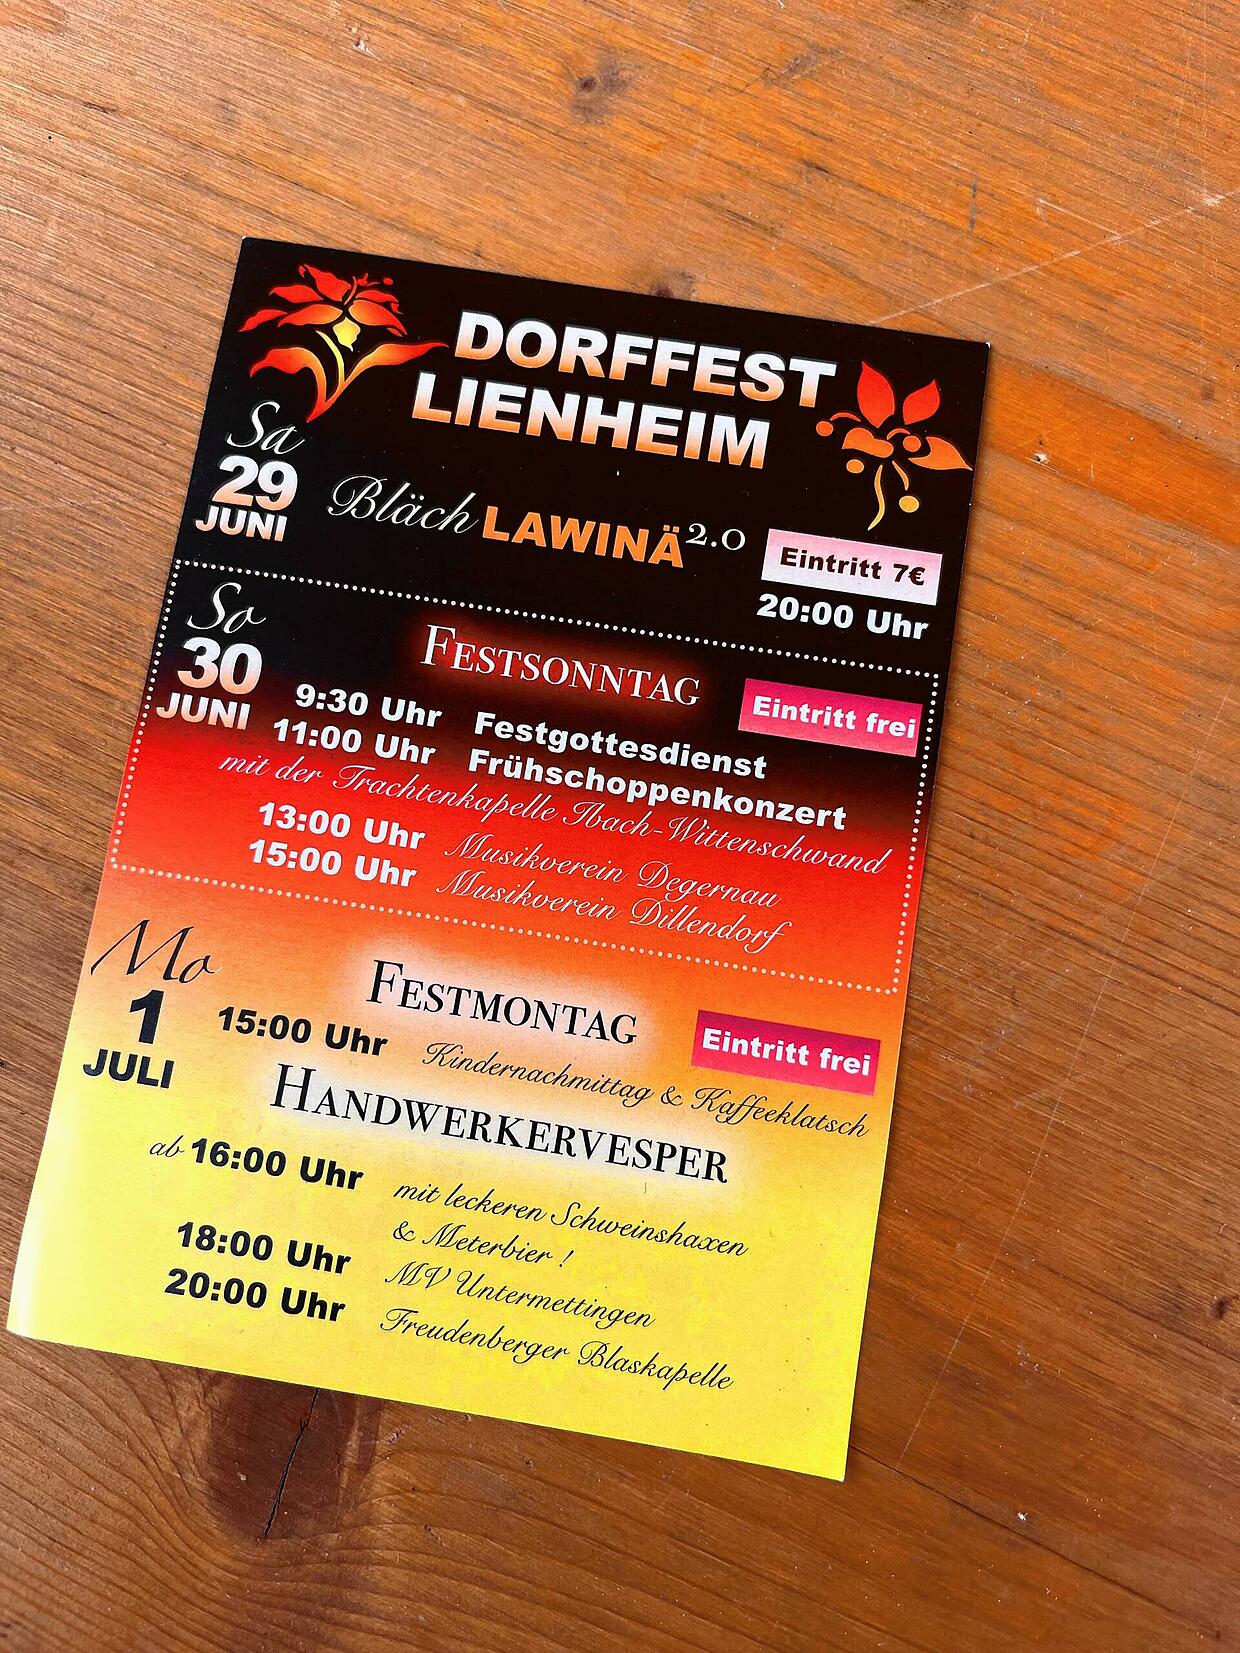 DORFFEST
LIENHEIM
Sa
29
JUNI
Bläch LAWINÄ 2.0
Eintritt 7€
20:00 Uhr
So
30
JUNI
FESTSONNTAG
Eintritt frei
9:30 Uhr Festgottesdienst
11:00 Uhr Frühschoppenkonzert
mit der Trachtenkapelle Ibach-Wittenschwand
13:00 Uhr Musikverein Degernau
15:00 Uhr Musikverein Dillendorf
Mo
1
JULI
FESTMONTAG
Eintritt frei
15:00 Uhr Kindernachmittag & Kaffeeklatsch
HANDWERKERVESPER
ab 16:00 Uhr mit leckeren Schweinshaxen
& Meterbier !
18:00 Uhr MV Untermettingen
20:00 Uhr Freudenberger Blaskapelle